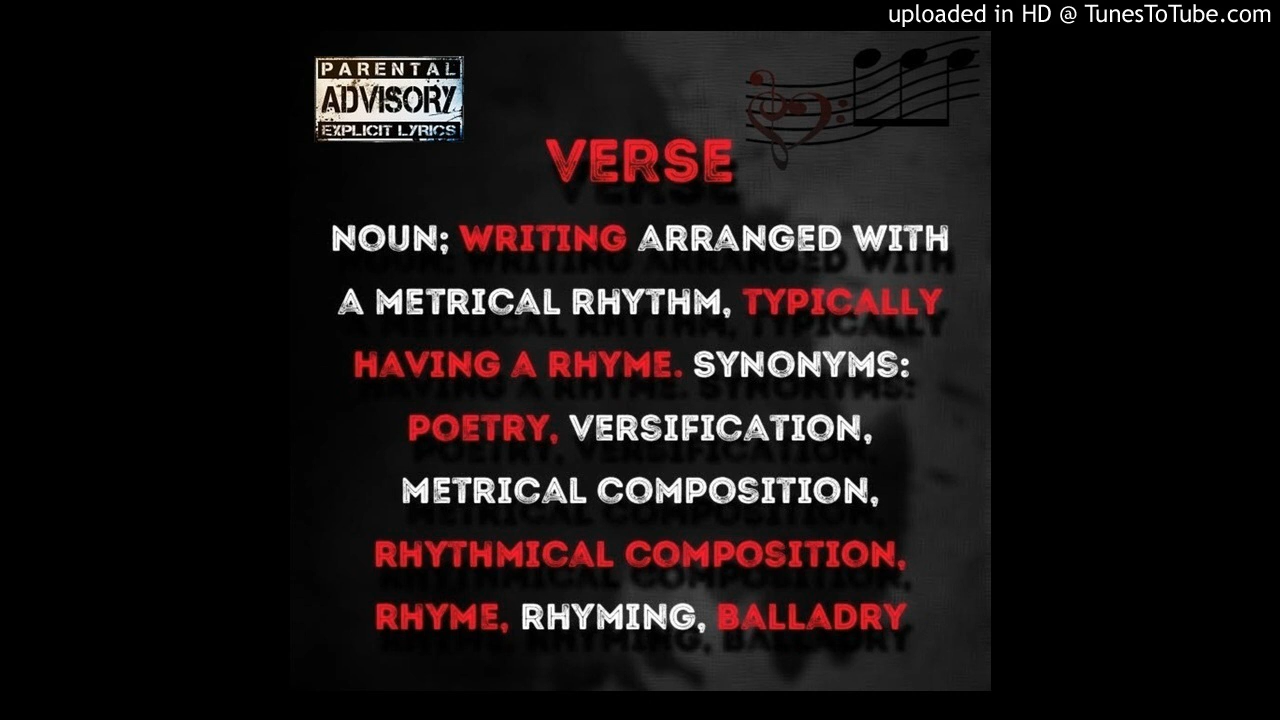 uploaded in HD @ TunesToTube.com
PARENTAL
ADVISORY
EXPLICIT LYRICS
VERSE
NOUN; WRITING ARRANGED WITH
A METRICAL RHYTHM, TYPICALLY
HAVING A RHYME. SYNONYMS:
POETRY, VERSIFICATION,
METRICAL COMPOSITION,
RHYTHMICAL COMPOSITION,
RHYME, RHYMING, BALLADRY